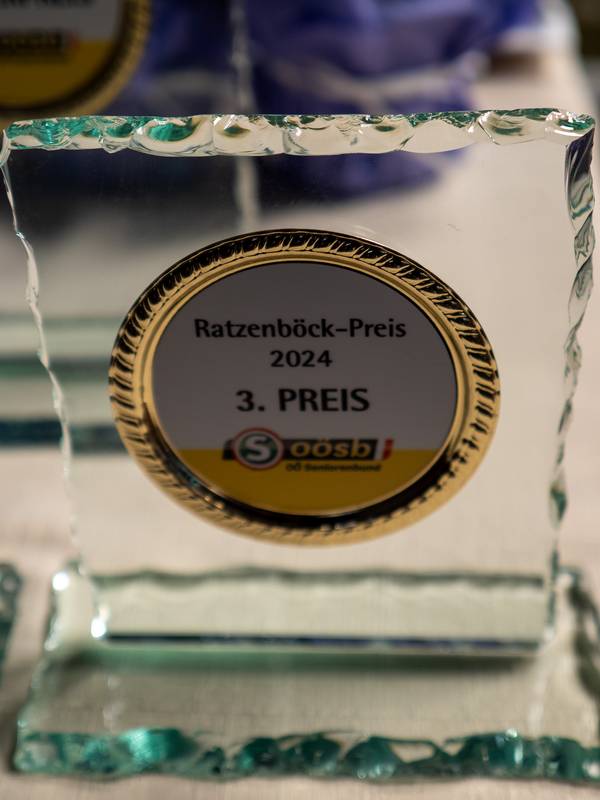 Ratzenböck-Preis
2024
3. PREIS
S oösb
OÖ Seniorenbund